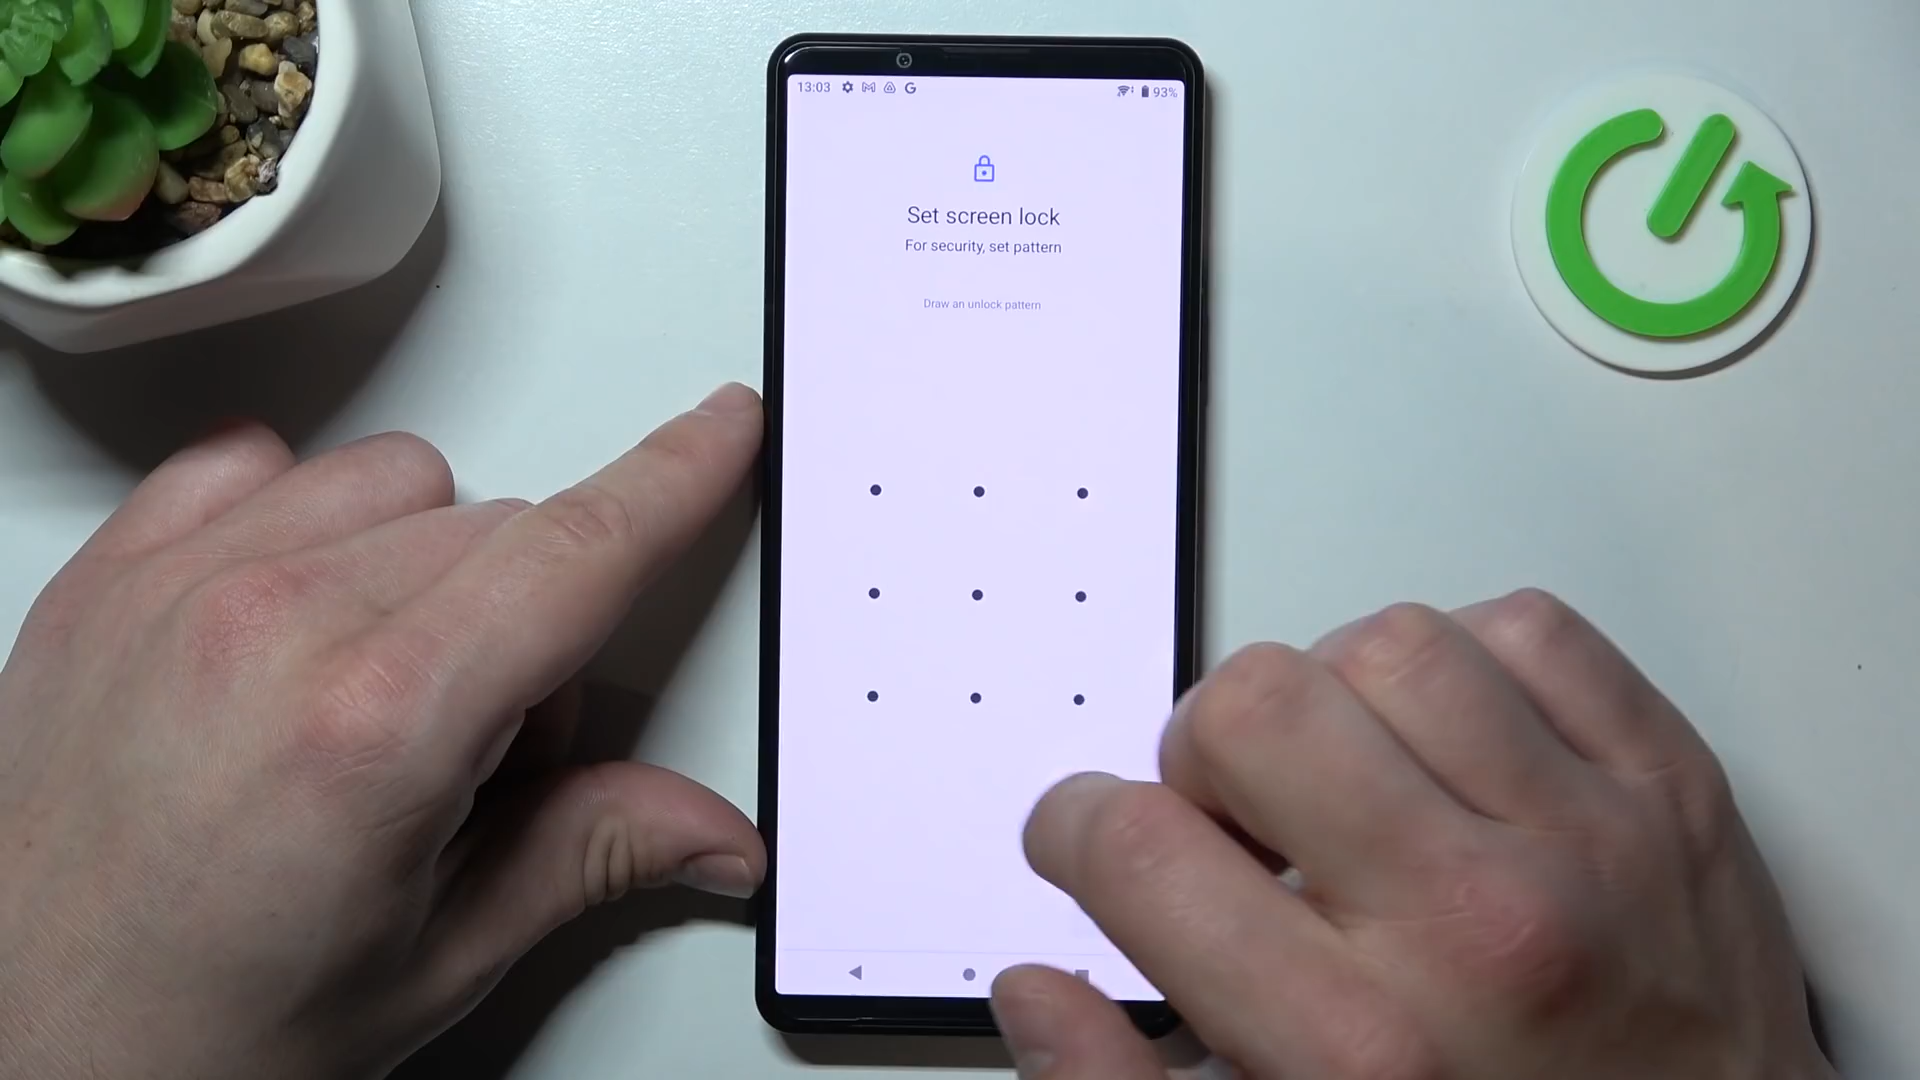 13:03 93%
Set screen lock
For security, set pattern
Draw an unlock pattern